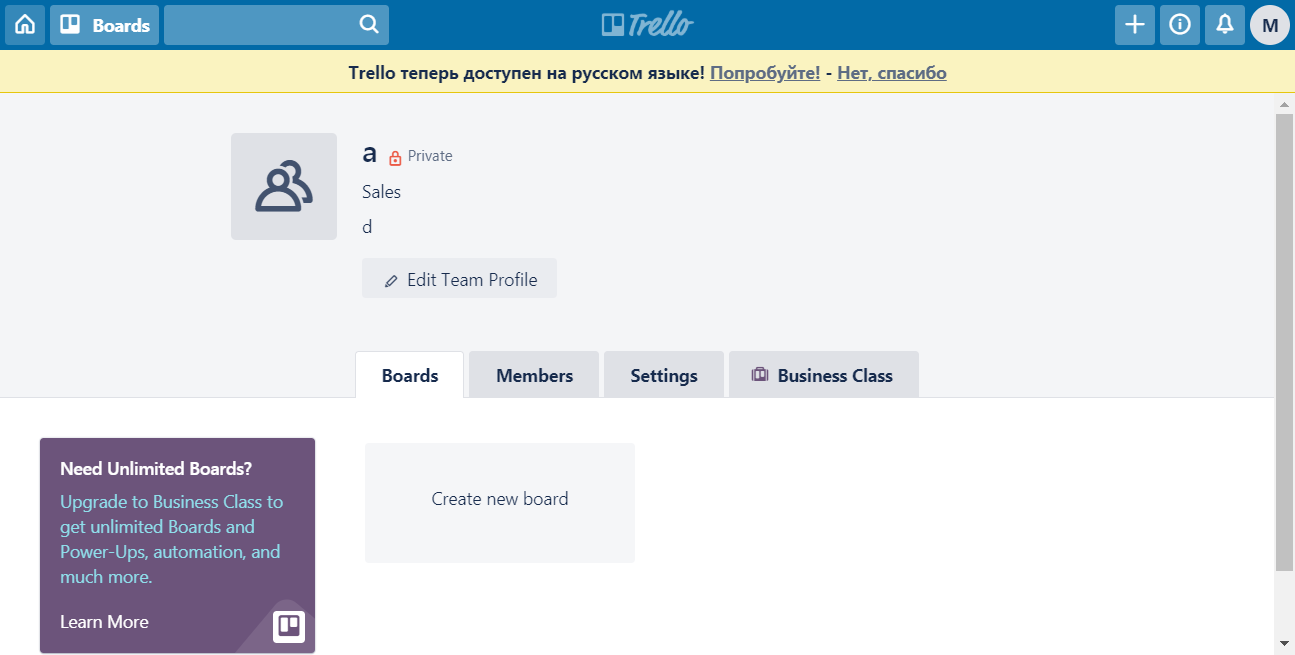 Boards
Trello
M
Trello теперь доступен на русском языке! Попробуйте! - Нет, спасибо
a Private
Sales
d
Edit Team Profile
Boards
Members
Settings
Business Class
Need Unlimited Boards?
Upgrade to Business Class to
get unlimited Boards and
Power-Ups, automation, and
much more.
Learn More
Create new board